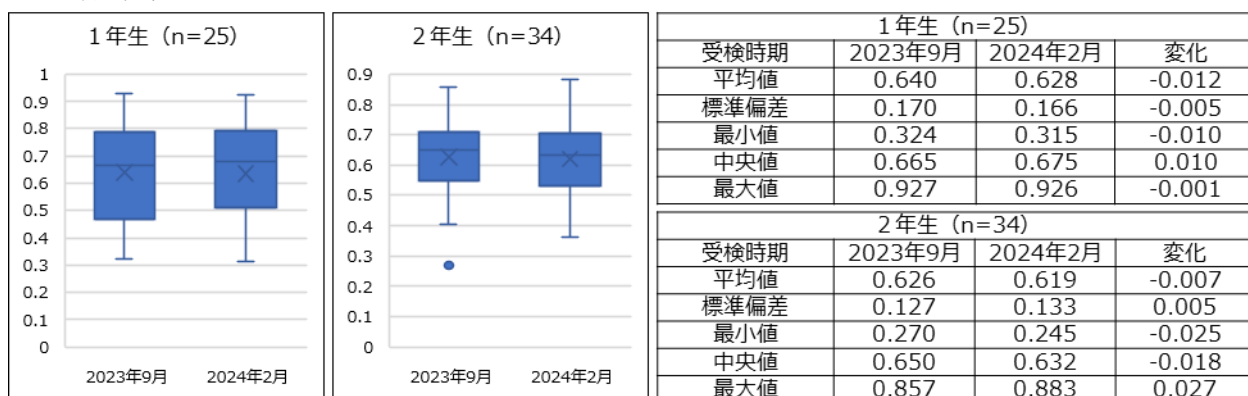 1年生（n=25）
1
0.9
0.8
0.7
0.6
0.5
0.4
0.3
0.2
0.1
0
2023年9月 2024年2月
2年生（n=34）
0.9
0.8
0.7
0.6
0.5
0.4
0.3
0.2
0.1
0
2023年9月 2024年2月
1年生（n=25）
受検時期 2023年9月 2024年2月 変化
平均値 0.640 0.628 -0.012
標準偏差 0.170 0.166 -0.005
最小値 0.324 0.315 -0.010
中央値 0.665 0.675 0.010
最大値 0.927 0.926 -0.001
2年生（n=34）
受検時期 2023年9月 2024年2月 変化
平均値 0.626 0.619 -0.007
標準偏差 0.127 0.133 0.005
最小値 0.270 0.245 -0.025
中央値 0.650 0.632 -0.018
最大値 0.857 0.883 0.027